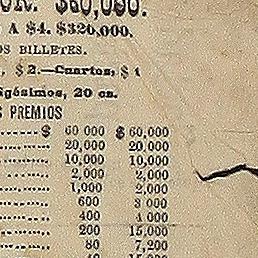 $60,000.
A $4. $320,000.
OS BILLETES.
, $2.—Cuartos, $1
igésimos, 20 cs.
S PREMIOS
$ 60 000 $ 60,000
20,000 20,000
10,000 10,000
2,000 2,000
1,000 2,000
600 3 000
400 4 000
200 15,000
80 7,200